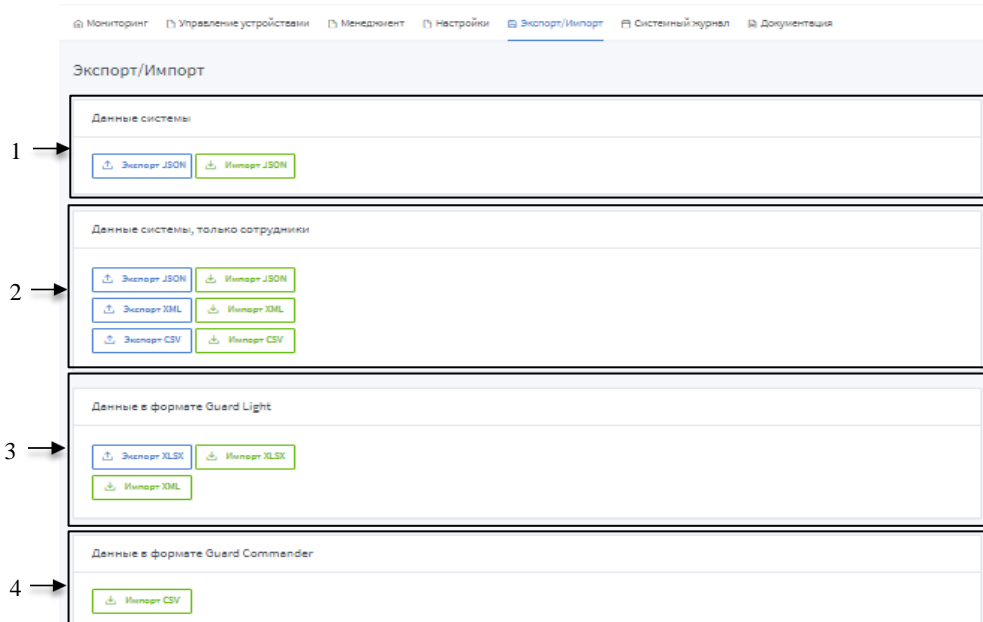 Мониторинг Управление устройствами Менеджмент Настройки Экспорт/Импорт Системный журнал Документация
Экспорт/Импорт
Данные системы
1
Экспорт JSON Импорт JSON
Данные системы, только сотрудники
Экспорт JSON Импорт JSON
2
Экспорт XML Импорт XML
Экспорт CSV Импорт CSV
Данные в формате Guard Light
3
Экспорт XLSX Импорт XLSX
Импорт XML
Данные в формате Guard Commander
4
Импорт CSV